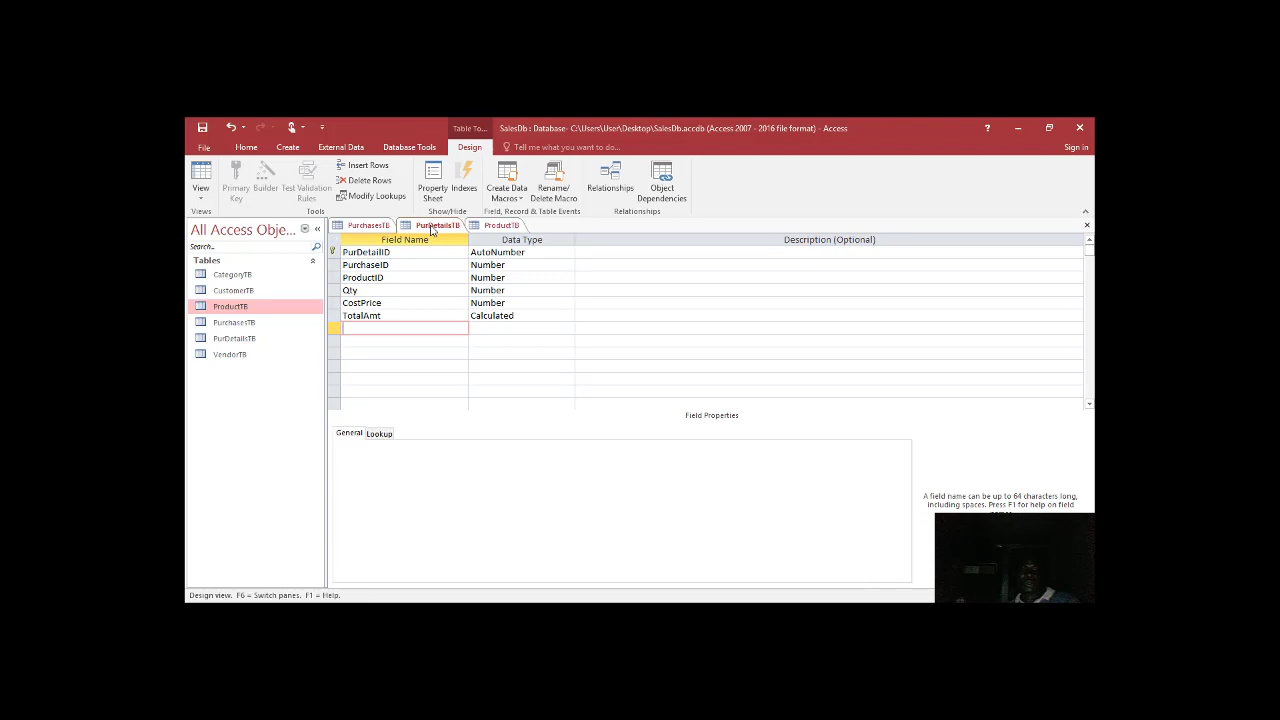 Table To...
SalesDb : Database- C:\Users\User\Desktop\SalesDb.accdb (Access 2007 - 2016 file format) - Access
?
File
Home
Create
External Data
Database Tools
Design
Tell me what you want to do...
Sign in
View
Primary Key
Builder
Test Validation Rules
Insert Rows
Delete Rows
Modify Lookups
Property Sheet
Indexes
Create Data Macros
Rename/ Delete Macro
Relationships
Object Dependencies
Views
Tools
Show/Hide
Field, Record & Table Events
Relationships
All Access Obje...
Search...
Tables
CategoryTB
CustomerTB
ProductTB
PurchasesTB
PurDetailsTB
VendorTB
PurchasesTB
PurDetailsTB
ProductTB
Field Name
Data Type
Description (Optional)
PurDetailID
AutoNumber
PurchaseID
Number
ProductID
Number
Qty
Number
CostPrice
Number
TotalAmt
Calculated
Field Properties
General
Lookup
A field name can be up to 64 characters long,
including spaces. Press F1 for help on field
Design view. F6 = Switch panes. F1 = Help.